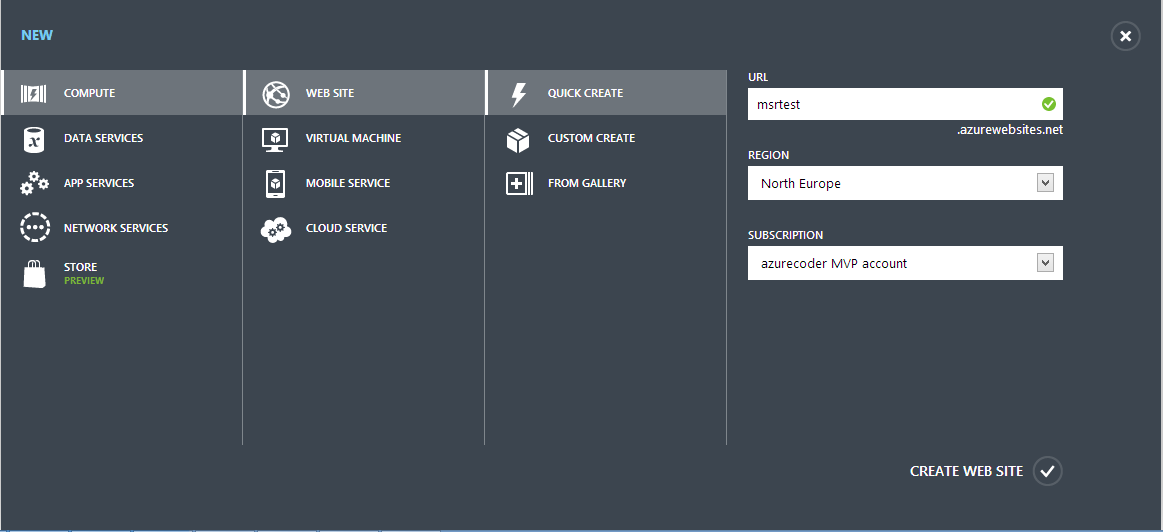 NEW
COMPUTE
DATA SERVICES
APP SERVICES
NETWORK SERVICES
STORE
PREVIEW
WEB SITE
VIRTUAL MACHINE
MOBILE SERVICE
CLOUD SERVICE
QUICK CREATE
CUSTOM CREATE
FROM GALLERY
URL
msrtest
.azurewebsites.net
REGION
North Europe
SUBSCRIPTION
azurecoder MVP account
CREATE WEB SITE